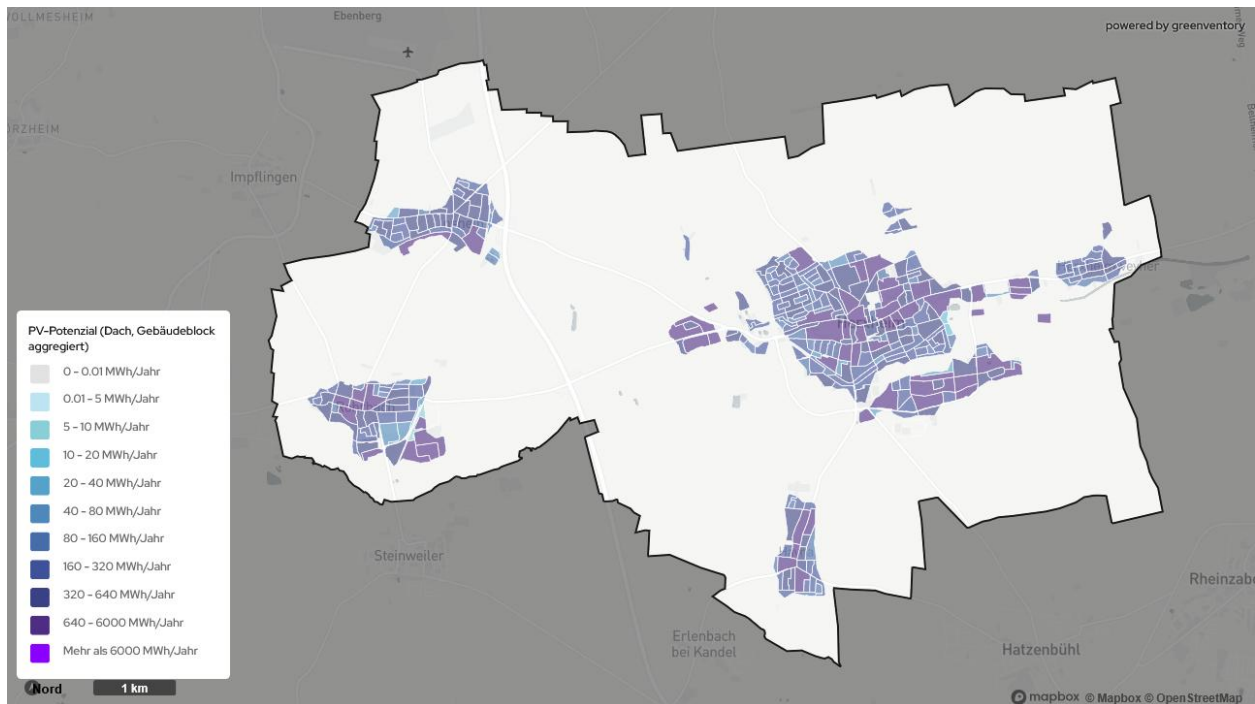 VOLLMESHEIM
Ebenberg
powered by greenventory
Impflingen
PV-Potenzial (Dach, Gebäudeblock
aggregiert)
0 - 0.01 MWh/Jahr
0.01 - 5 MWh/Jahr
5 - 10 MWh/Jahr
10 - 20 MWh/Jahr
20 - 40 MWh/Jahr
40 - 80 MWh/Jahr
80 - 160 MWh/Jahr
160 - 320 MWh/Jahr
320 - 640 MWh/Jahr
640 - 6000 MWh/Jahr
Mehr als 6000 MWh/Jahr
Steinweiler
Rheinzabe
Erlenbach
bei Kandel
Hatzenbühl
Nord
1 km
mapbox © Mapbox © OpenStreetMap